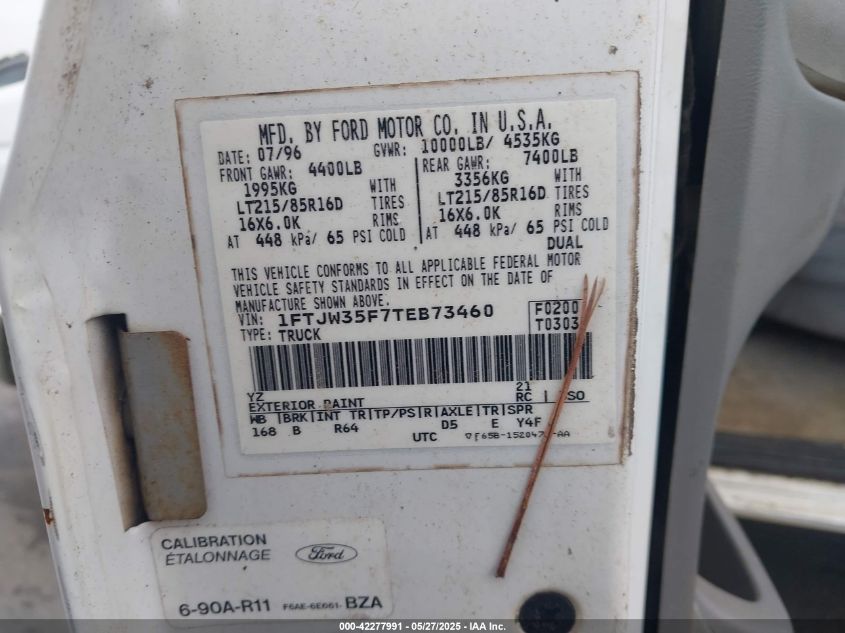 MFD. BY FORD MOTOR CO. IN U.S.A.
DATE: 07/96 GVWR: 10000LB/ 4535KG
FRONT GAWR: 4400LB REAR GAWR: 7400LB
1995KG WITH 3356KG WITH
LT215/85R16D TIRES LT215/85R16D TIRES
16X6.0K RIMS 16X6.0K RIMS
AT 448 kPa/ 65 PSI COLD AT 448 kPa/ 65 PSI COLD
DUAL
THIS VEHICLE CONFORMS TO ALL APPLICABLE FEDERAL MOTOR
VEHICLE SAFETY STANDARDS IN EFFECT ON THE DATE OF
MANUFACTURE SHOWN ABOVE.
VIN: 1FTJW35F7TEB73460 F0200
TYPE: TRUCK T0303
YZ 21
EXTERIOR PAINT RC DSO
WB |BRK|INT TR|TP/PS|R|AXLE|TR|SPR
168 B R64 D5 E Y4F
UTC
CALIBRATION
ÉTALONNAGE
Ford
6-90A-R11 F6AE-6E061- BZA
000-42277991 - 05/27/2025 - IAA Inc.